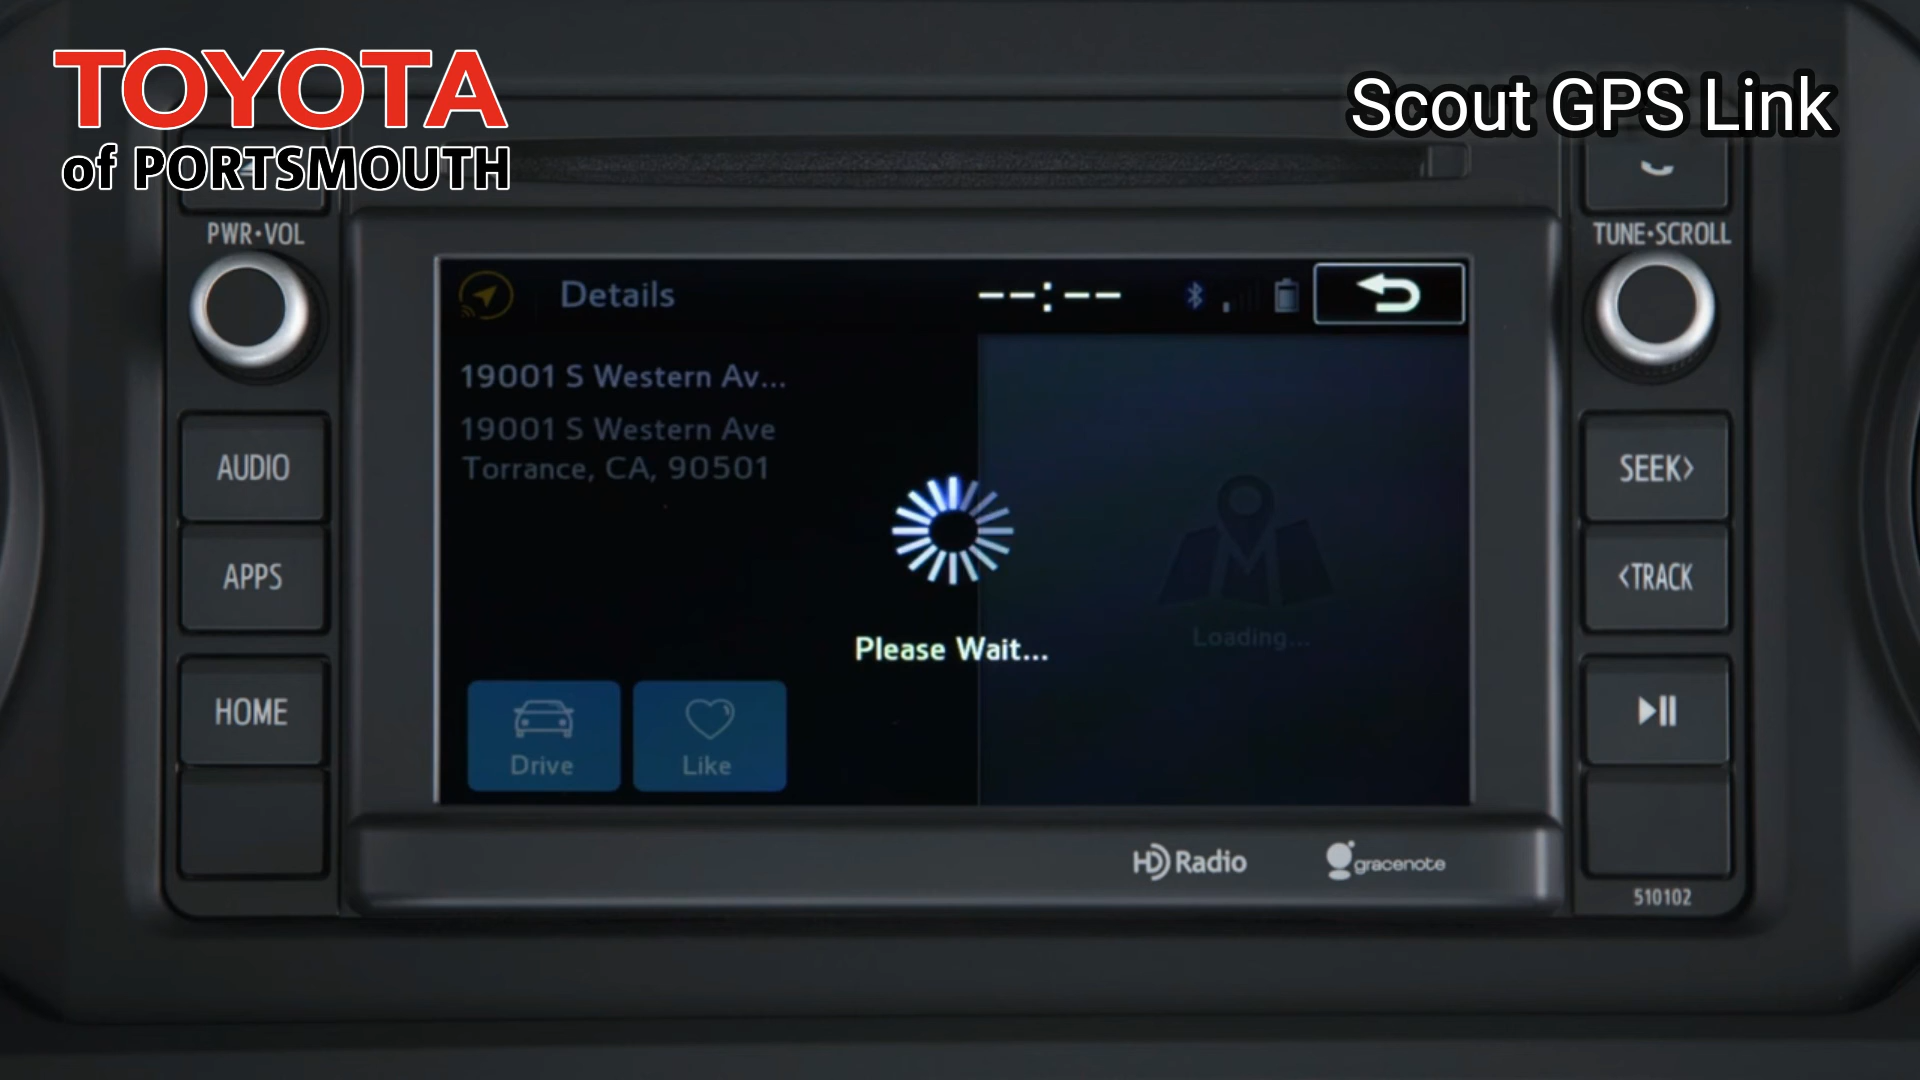 TOYOTA
of PORTSMOUTH
Scout GPS Link
PWR•VOL
TUNE•SCROLL
Details
--:--
19001 S Western Av...
19001 S Western Ave
Torrance, CA, 90501
Please Wait...
Loading...
Drive
Like
AUDIO
APPS
HOME
SEEK>
<TRACK
HD Radio
gracenote
510102